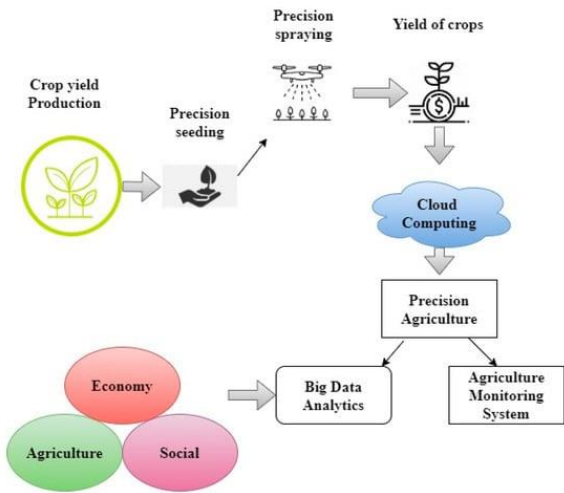 Precision
spraying
Yield of crops
Crop yield
Production
Precision
seeding
$
Cloud
Computing
Precision
Agriculture
Economy
Big Data
Analytics
Agriculture
Monitoring
System
Agriculture
Social